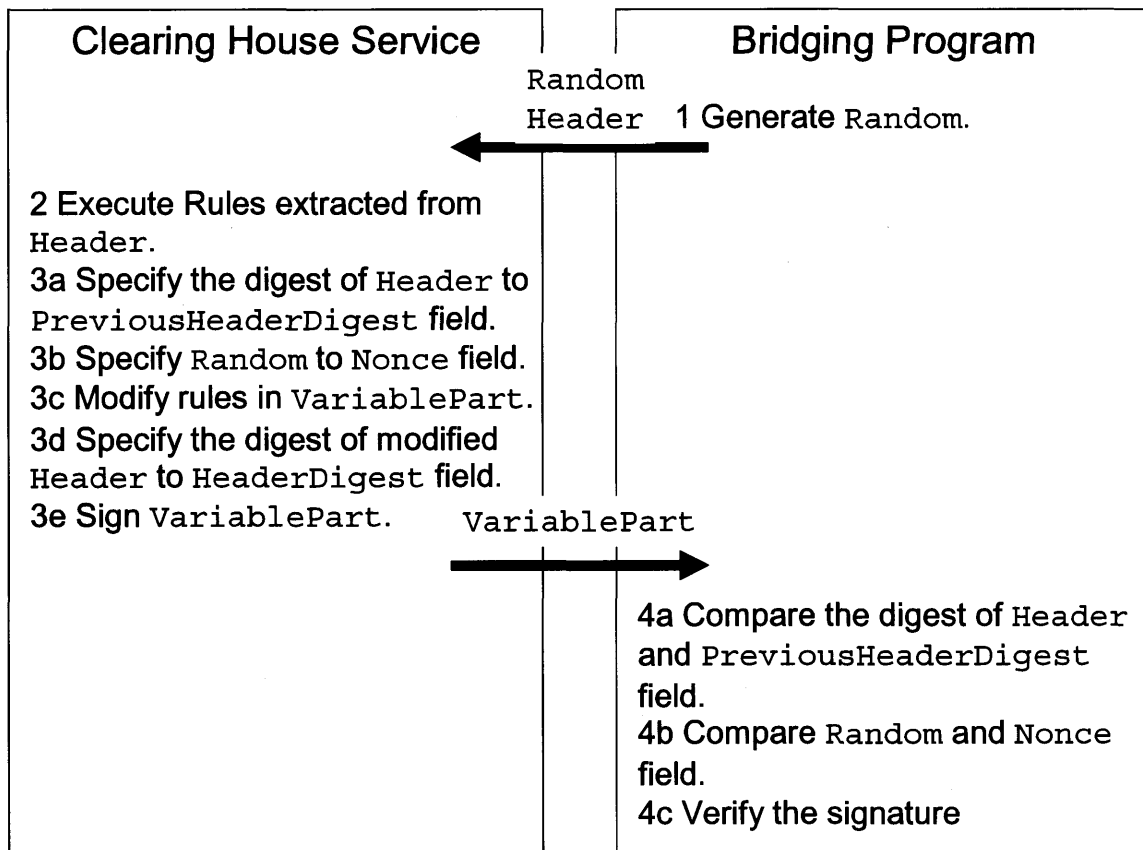 Clearing House Service
Bridging Program
Random
Header
1 Generate Random.
2 Execute Rules extracted from
Header.
3a Specify the digest of Header to
PreviousHeaderDigest field.
3b Specify Random to Nonce field.
3c Modify rules in VariablePart.
3d Specify the digest of modified
Header to HeaderDigest field.
3e Sign VariablePart.
VariablePart
4a Compare the digest of Header
and PreviousHeaderDigest
field.
4b Compare Random and Nonce
field.
4c Verify the signature